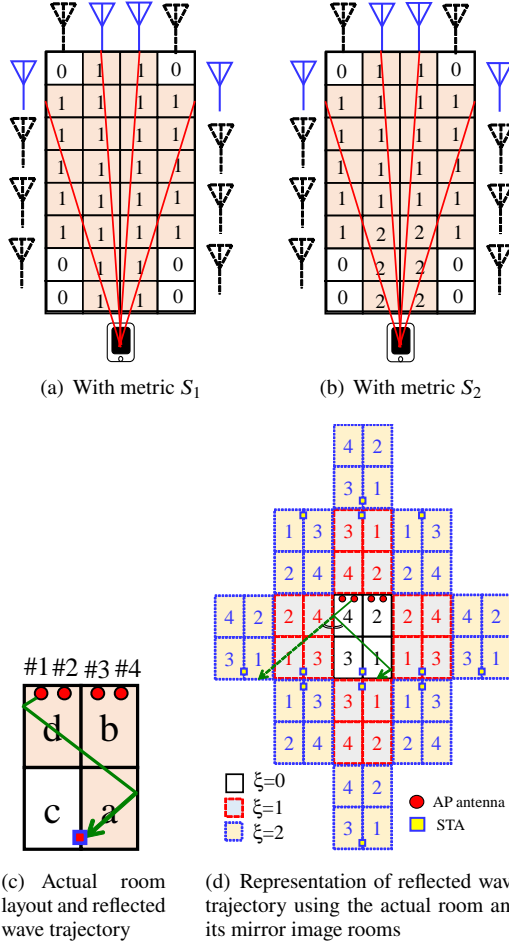 0 1 1 0
1 1 1 1
1 1 1 1
1 1 1 1
1 1 1 1
1 1 1 1
0 1 1 0
0 1 1 0
(a) With metric S₁
0 1 1 0
1 1 1 1
1 1 1 1
1 1 1 1
1 1 1 1
1 2 2 1
0 2 2 0
0 2 2 0
(b) With metric S₂
#1 #2 #3 #4
d b
c a
(c) Actual room
layout and reflected
wave trajectory
4 2
3 1
1 3 3 1 1 3
2 4 4 2 2 4
4 2 2 4 4 2 2 4 4 2
3 1 1 3 3 1 1 3 3 1
1 3 3 1 1 3
2 4 4 2 2 4
4 2
3 1
ξ=0
ξ=1
ξ=2
AP antenna
STA
(d) Representation of reflected wav
trajectory using the actual room an
its mirror image rooms